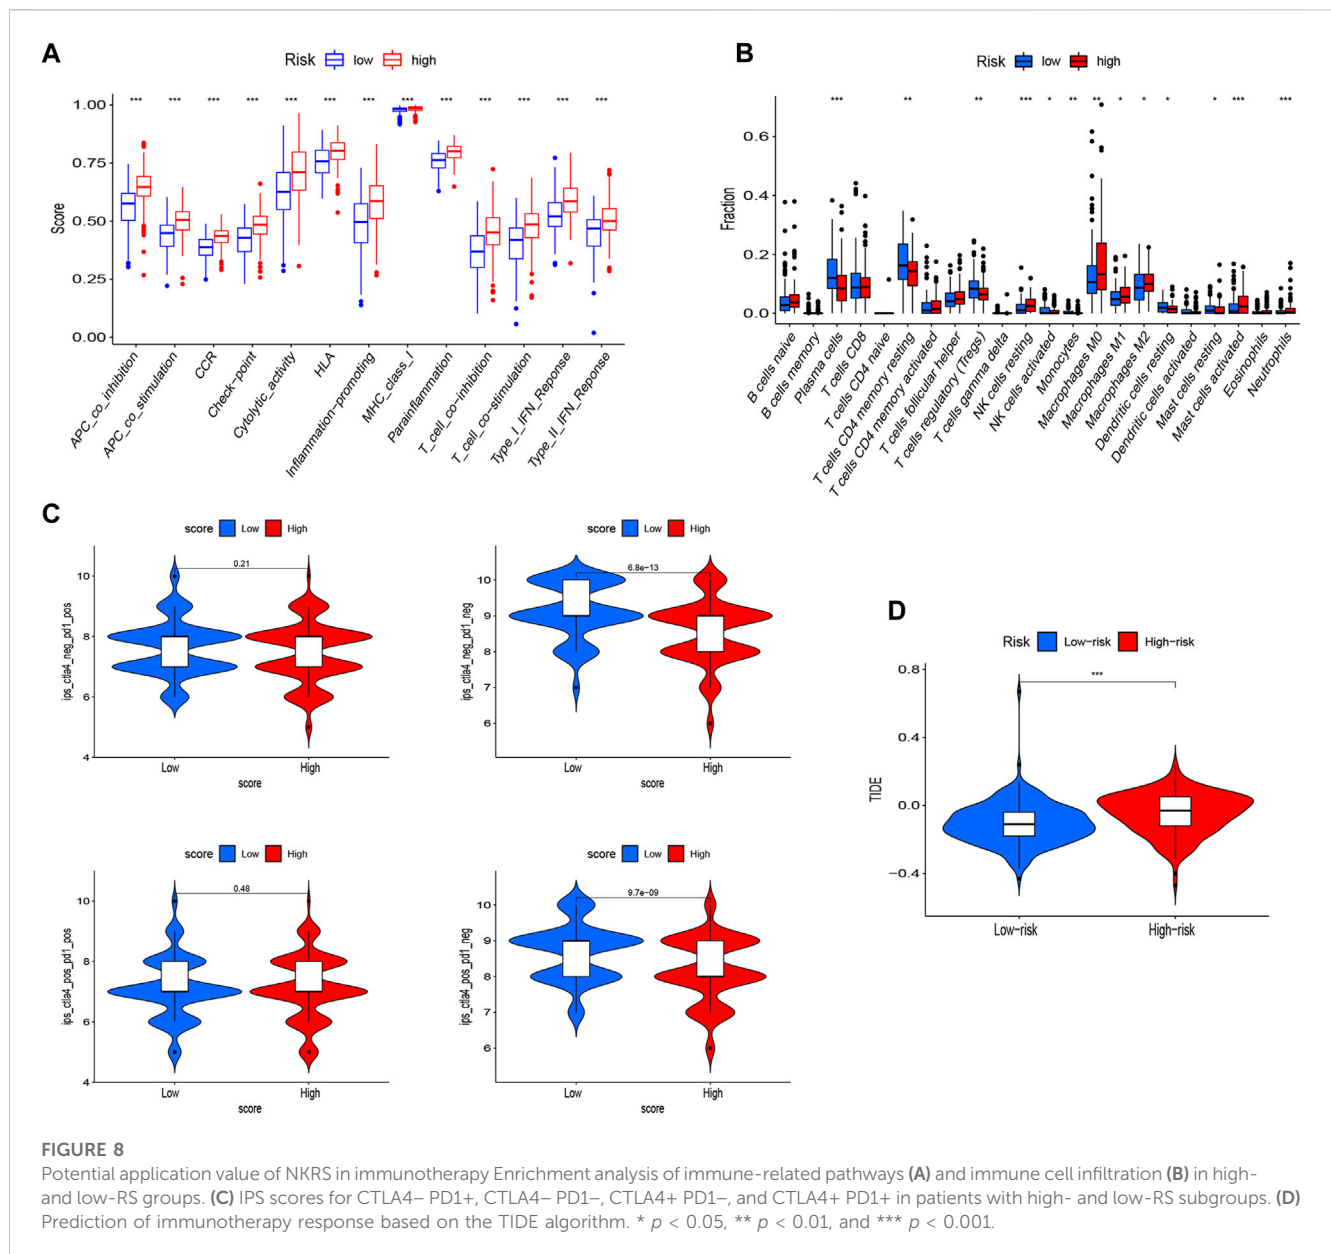 A
Risk low high
*** *** *** *** *** *** *** *** *** *** *** *** ***
Score
1.00
0.75
0.50
0.25
0.00
APC_co_inhibition
APC_co_stimulation
CCR
Check-point
Cytolytic_activity
HLA
Inflammation-promoting
MHC_class_I
Parainflammation
T_cell_co-inhibition
T_cell_co-stimulation
Type_I_IFN_Reponse
Type_II_IFN_Reponse
B
Risk low high
*** ** ** *** * ** ** * * * * *** ***
Fraction
0.6
0.4
0.2
0.0
B cells naive
B cells memory
Plasma cells
T cells CD8
T cells CD4 naive
T cells CD4 memory resting
T cells CD4 memory activated
T cells follicular helper
T cells regulatory (Tregs)
T cells gamma delta
NK cells resting
NK cells activated
Monocytes
Macrophages M0
Macrophages M1
Macrophages M2
Dendritic cells resting
Dendritic cells activated
Mast cells resting
Mast cells activated
Eosinophils
Neutrophils
C
score Low High
0.21
ips_ctla4_neg_pd1_pos
10
8
6
4
Low High
score
score Low High
6.8e-13
ips_ctla4_neg_pd1_neg
10
9
8
7
6
Low High
score
score Low High
0.48
ips_ctla4_pos_pd1_pos
10
8
6
4
Low High
score
score Low High
9.7e-09
ips_ctla4_pos_pd1_neg
10
9
8
7
6
Low High
score
D
Risk Low-risk High-risk
***
TIDE
0.8
0.4
0.0
−0.4
Low-risk High-risk
FIGURE 8
Potential application value of NKRS in immunotherapy Enrichment analysis of immune-related pathways (A) and immune cell infiltration (B) in high-
and low-RS groups. (C) IPS scores for CTLA4− PD1+, CTLA4− PD1−, CTLA4+ PD1−, and CTLA4+ PD1+ in patients with high- and low-RS subgroups. (D)
Prediction of immunotherapy response based on the TIDE algorithm. * p < 0.05, ** p < 0.01, and *** p < 0.001.